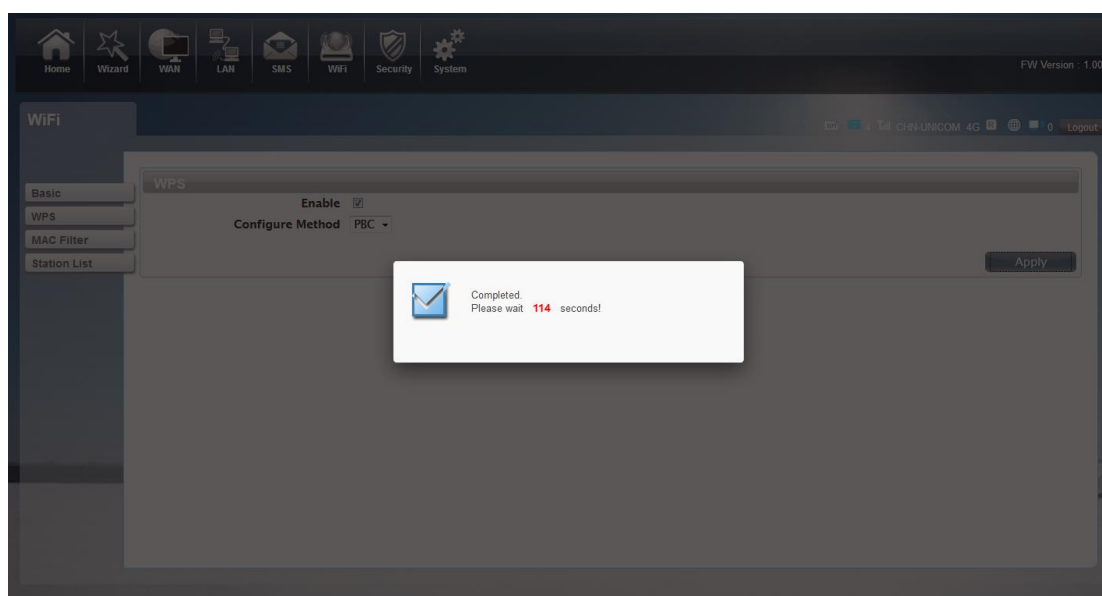 Home Wizard WAN LAN SMS WiFi Security System
FW Version : 1.00
WiFi
CHN-UNICOM 4G 0 Logout
Basic
WPS
MAC Filter
Station List
WPS
Enable
Configure Method PBC
Apply
Completed.
Please wait 114 seconds!